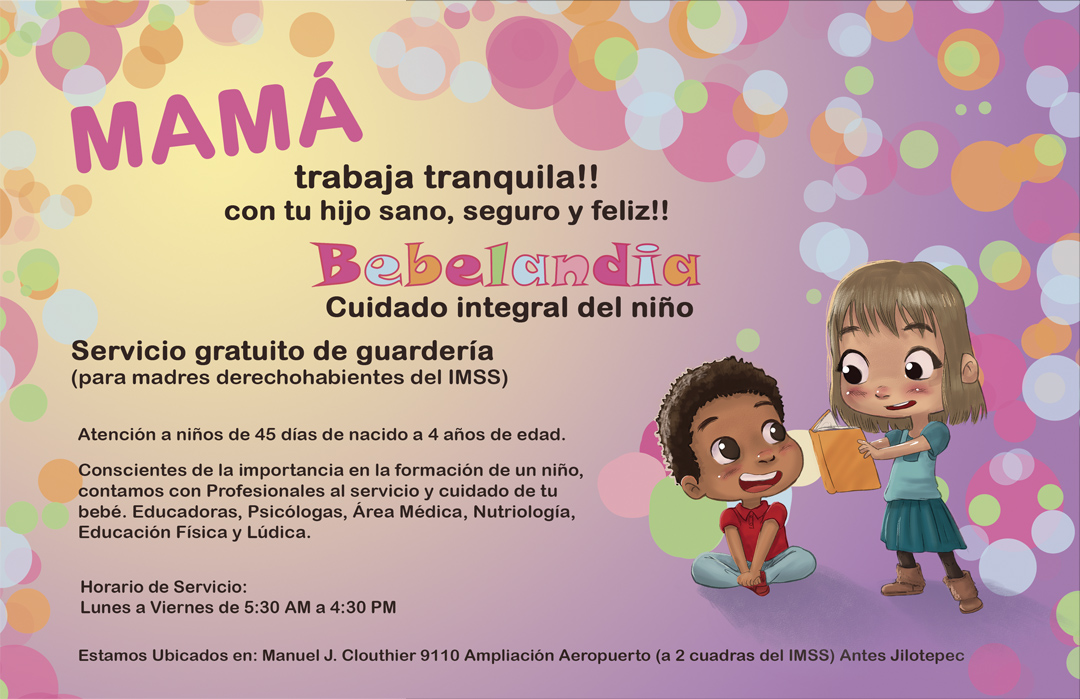 MAMÁ
trabaja tranquila!!
con tu hijo sano, seguro y feliz!!
Bebelandia
Cuidado integral del niño
Servicio gratuito de guardería
(para madres derechohabientes del IMSS)
Atención a niños de 45 días de nacido a 4 años de edad.
Conscientes de la importancia en la formación de un niño,
contamos con Profesionales al servicio y cuidado de tu
bebé. Educadoras, Psicólogas, Área Médica, Nutriología,
Educación Física y Lúdica.
Horario de Servicio:
Lunes a Viernes de 5:30 AM a 4:30 PM
Estamos Ubicados en: Manuel J. Clouthier 9110 Ampliación Aeropuerto (a 2 cuadras del IMSS) Antes Jilotepec